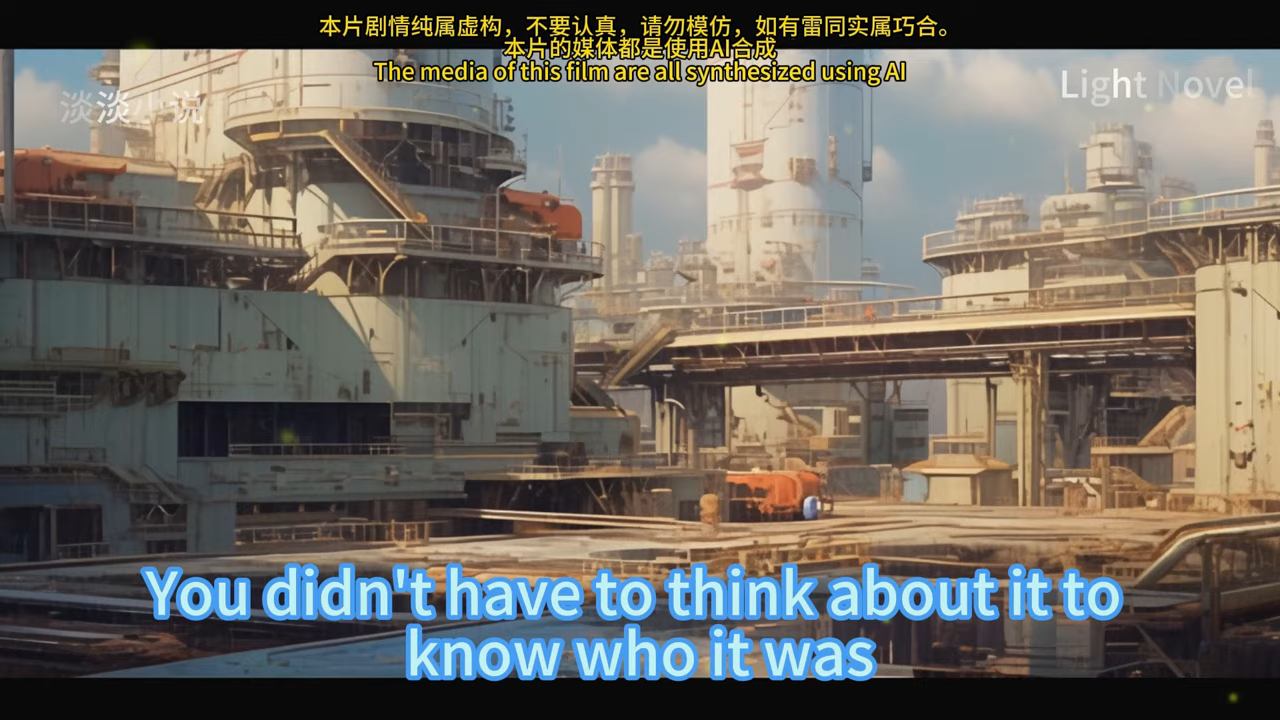 本片剧情纯属虚构，不要认真，请勿模仿，如有雷同实属巧合。
本片的媒体都是使用AI合成
The media of this film are all synthesized using AI
Light Novel
淡淡小说
You didn't have to think about it to
know who it was